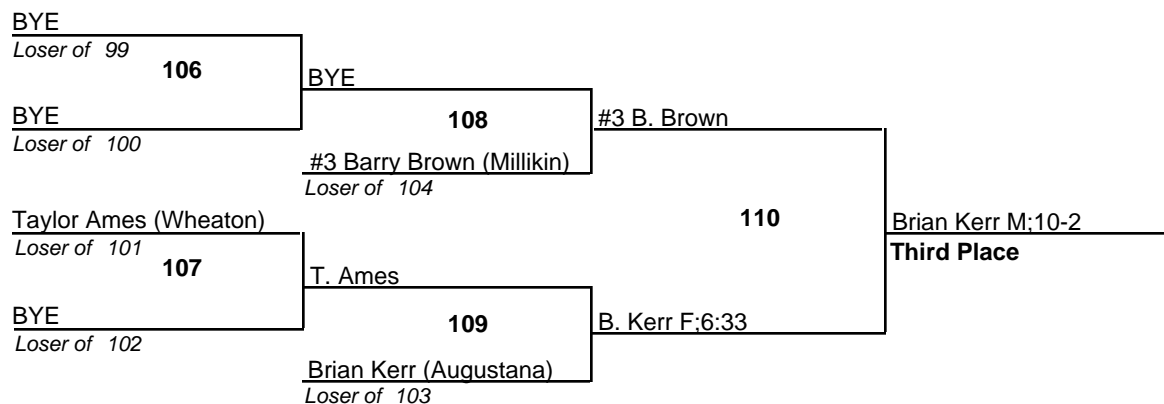 BYE
Loser of 99
106
BYE
BYE
Loser of 100
108
#3 B. Brown
#3 Barry Brown (Millikin)
Loser of 104
Taylor Ames (Wheaton)
Loser of 101
107
T. Ames
BYE
Loser of 102
109
B. Kerr F;6:33
Brian Kerr (Augustana)
Loser of 103
110
Brian Kerr M;10-2
Third Place